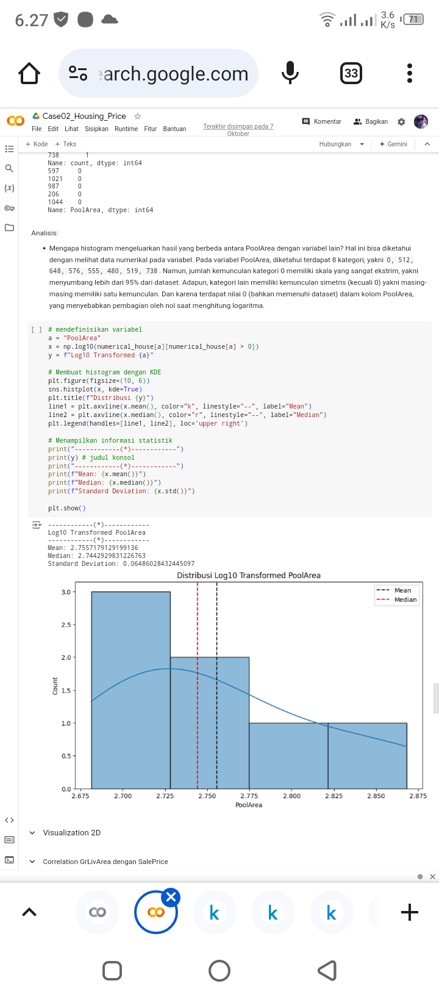 6.27
3.6
K/s
71
arch.google.com
33
Case02_Housing_Price
File Edit Lihat Sisipkan Runtime Fitur Bantuan
Terakhir disimpan pada 7
Oktober
Komentar
Bagikan
+ Kode + Teks
Hubungkan
Gemini
738 1
Name: count, dtype: int64
597 0
1021 0
987 0
206 0
1044 0
Name: PoolArea, dtype: int64
Analisis:
• Mengapa histogram mengeluarkan hasil yang berbeda antara PoolArea dengan variabel lain? Hal ini bisa diketahui
dengan melihat data numerikal pada variabel. Pada variabel PoolArea, diketahui terdapat 8 kategori, yakni 0, 512,
648, 576, 555, 480, 519, 738. Namun, jumlah kemunculan kategori 0 memiliki skala yang sangat ekstrim, yakni
menyumbang lebih dari 95% dari dataset. Adapun, kategori lain memiliki kemunculan simetris (kecuali 0) yakni masing-
masing memiliki satu kemunculan. Dan karena terdapat nilai 0 (bahkan memenuhi dataset) dalam kolom PoolArea,
yang menyebabkan pembagian oleh nol saat menghitung logaritma.
[ ] # mendefinisikan variabel
a = "PoolArea"
x = np.log10(numerical_house[a][numerical_house[a] > 0])
y = f"Log10 Transformed {a}"
# Membuat histogram dengan KDE
plt.figure(figsize=(10, 6))
sns.histplot(x, kde=True)
plt.title(f"Distribusi {y}")
line1 = plt.axvline(x.mean(), color="k", linestyle="--", label="Mean")
line2 = plt.axvline(x.median(), color="r", linestyle="--", label="Median")
plt.legend(handles=[line1, line2], loc='upper right')
# Menampilkan informasi statistik
print("------------(*)------------")
print(y) # judul konsol
print("------------(*)------------")
print(f"Mean: {x.mean()}")
print(f"Median: {x.median()}")
print(f"Standard Deviation: {x.std()}")
plt.show()
------------(*)------------
Log10 Transformed PoolArea
------------(*)------------
Mean: 2.7557179129199136
Median: 2.7442929831226763
Standard Deviation: 0.06486028432445097
Distribusi Log10 Transformed PoolArea
Mean
Median
3.0
2.5
2.0
1.5
1.0
0.5
0.0
Count
2.675 2.700 2.725 2.750 2.775 2.800 2.825 2.850 2.875
PoolArea
Visualization 2D
Correlation GrLivArea dengan SalePrice
k
k
k